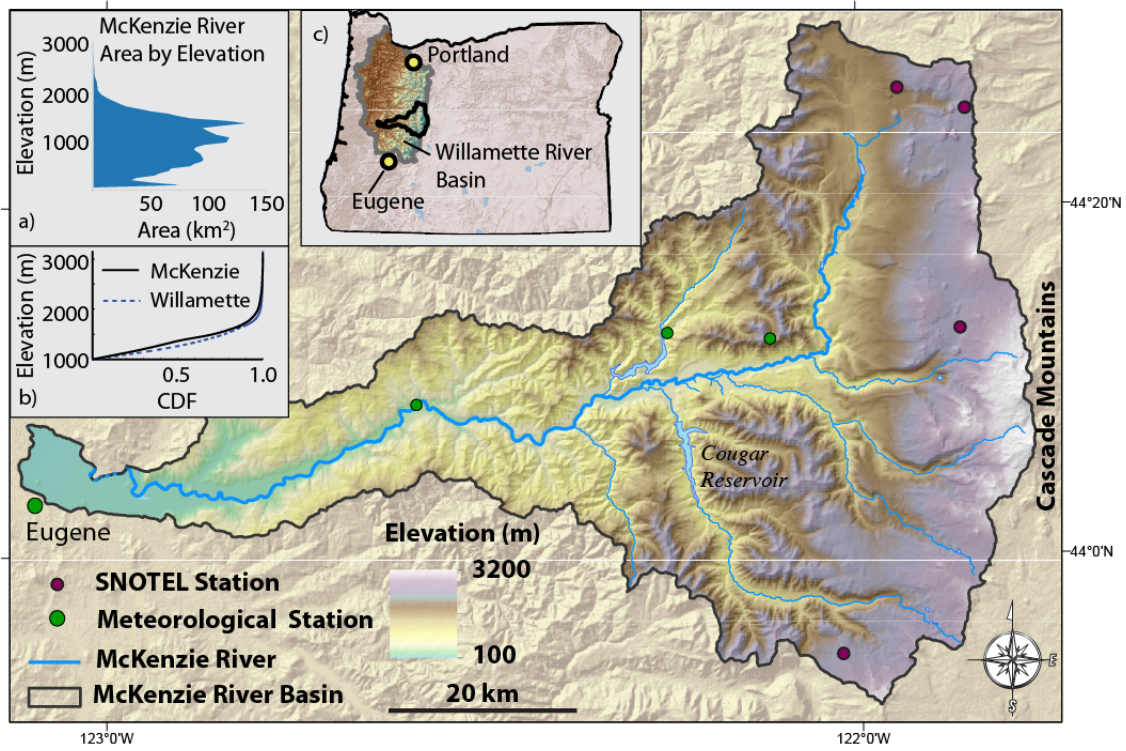 McKenzie River
Area by Elevation
3000
2000
1000
Elevation (m)
50
100
150
Area (km²)
a)
3000
2000
1000
Elevation (m)
McKenzie
Willamette
0.5
1.0
CDF
b)
c)
Portland
Willamette River
Basin
Eugene
44°20'N
44°0'N
Cascade Mountains
Cougar
Reservoir
Eugene
Elevation (m)
3200
100
20 km
SNOTEL Station
Meteorological Station
McKenzie River
McKenzie River Basin
E
S
123°0'W
122°0'W